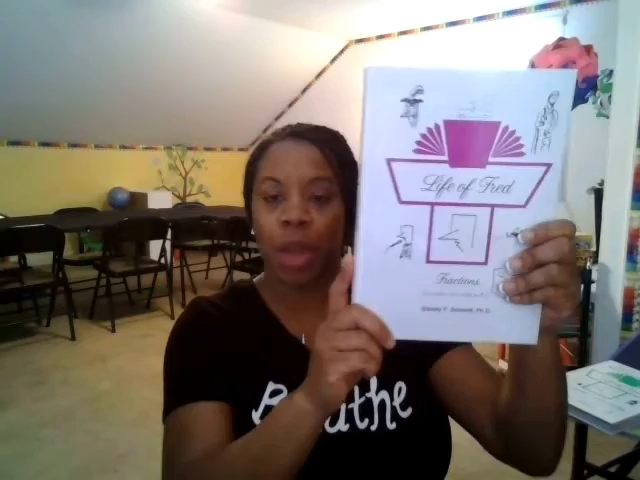 Life of Fred
Fractions
Stanley F. Schmidt, Ph.D.
Breathe